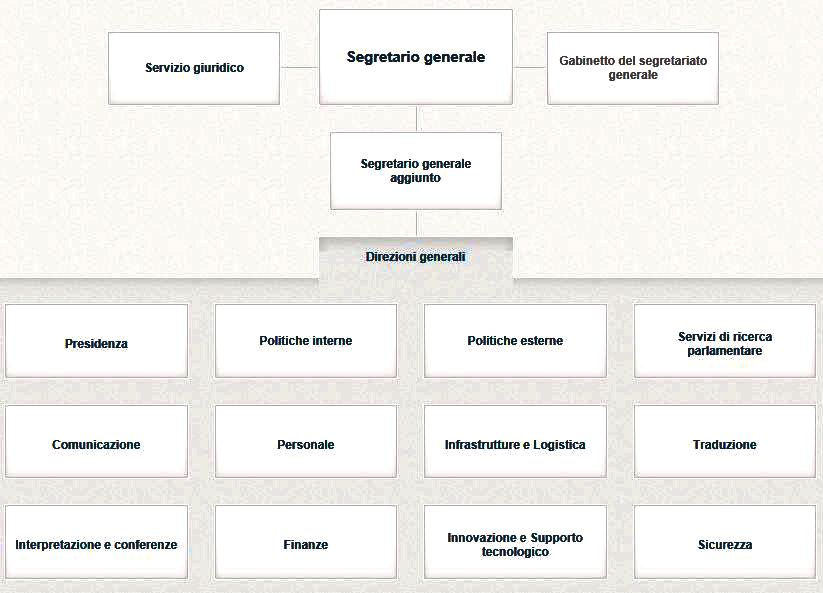 Servizio giuridico
Segretario generale
Gabinetto del segretariato
generale
Segretario generale
aggiunto
Direzioni generali
Presidenza
Politiche interne
Politiche esterne
Servizi di ricerca
parlamentare
Comunicazione
Personale
Infrastrutture e Logistica
Traduzione
Interpretazione e conferenze
Finanze
Innovazione e Supporto
tecnologico
Sicurezza